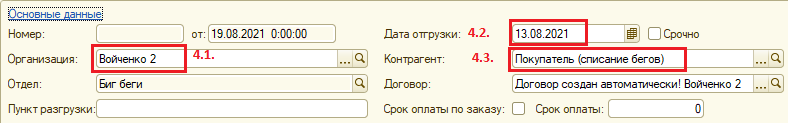 Основные данные
Номер: от: 19.08.2021 0:00:00 Дата отгрузки: 4.2. 13.08.2021 Срочно
Организация: Войченко 2 ... 4.1. Контрагент: 4.3. Покупатель (списание бегов) ...
Отдел: Биг беги ... Договор: Договор создан автоматически! Войченко 2 ...
Пункт разгрузки: Срок оплаты по заказу: Срок оплаты: 0